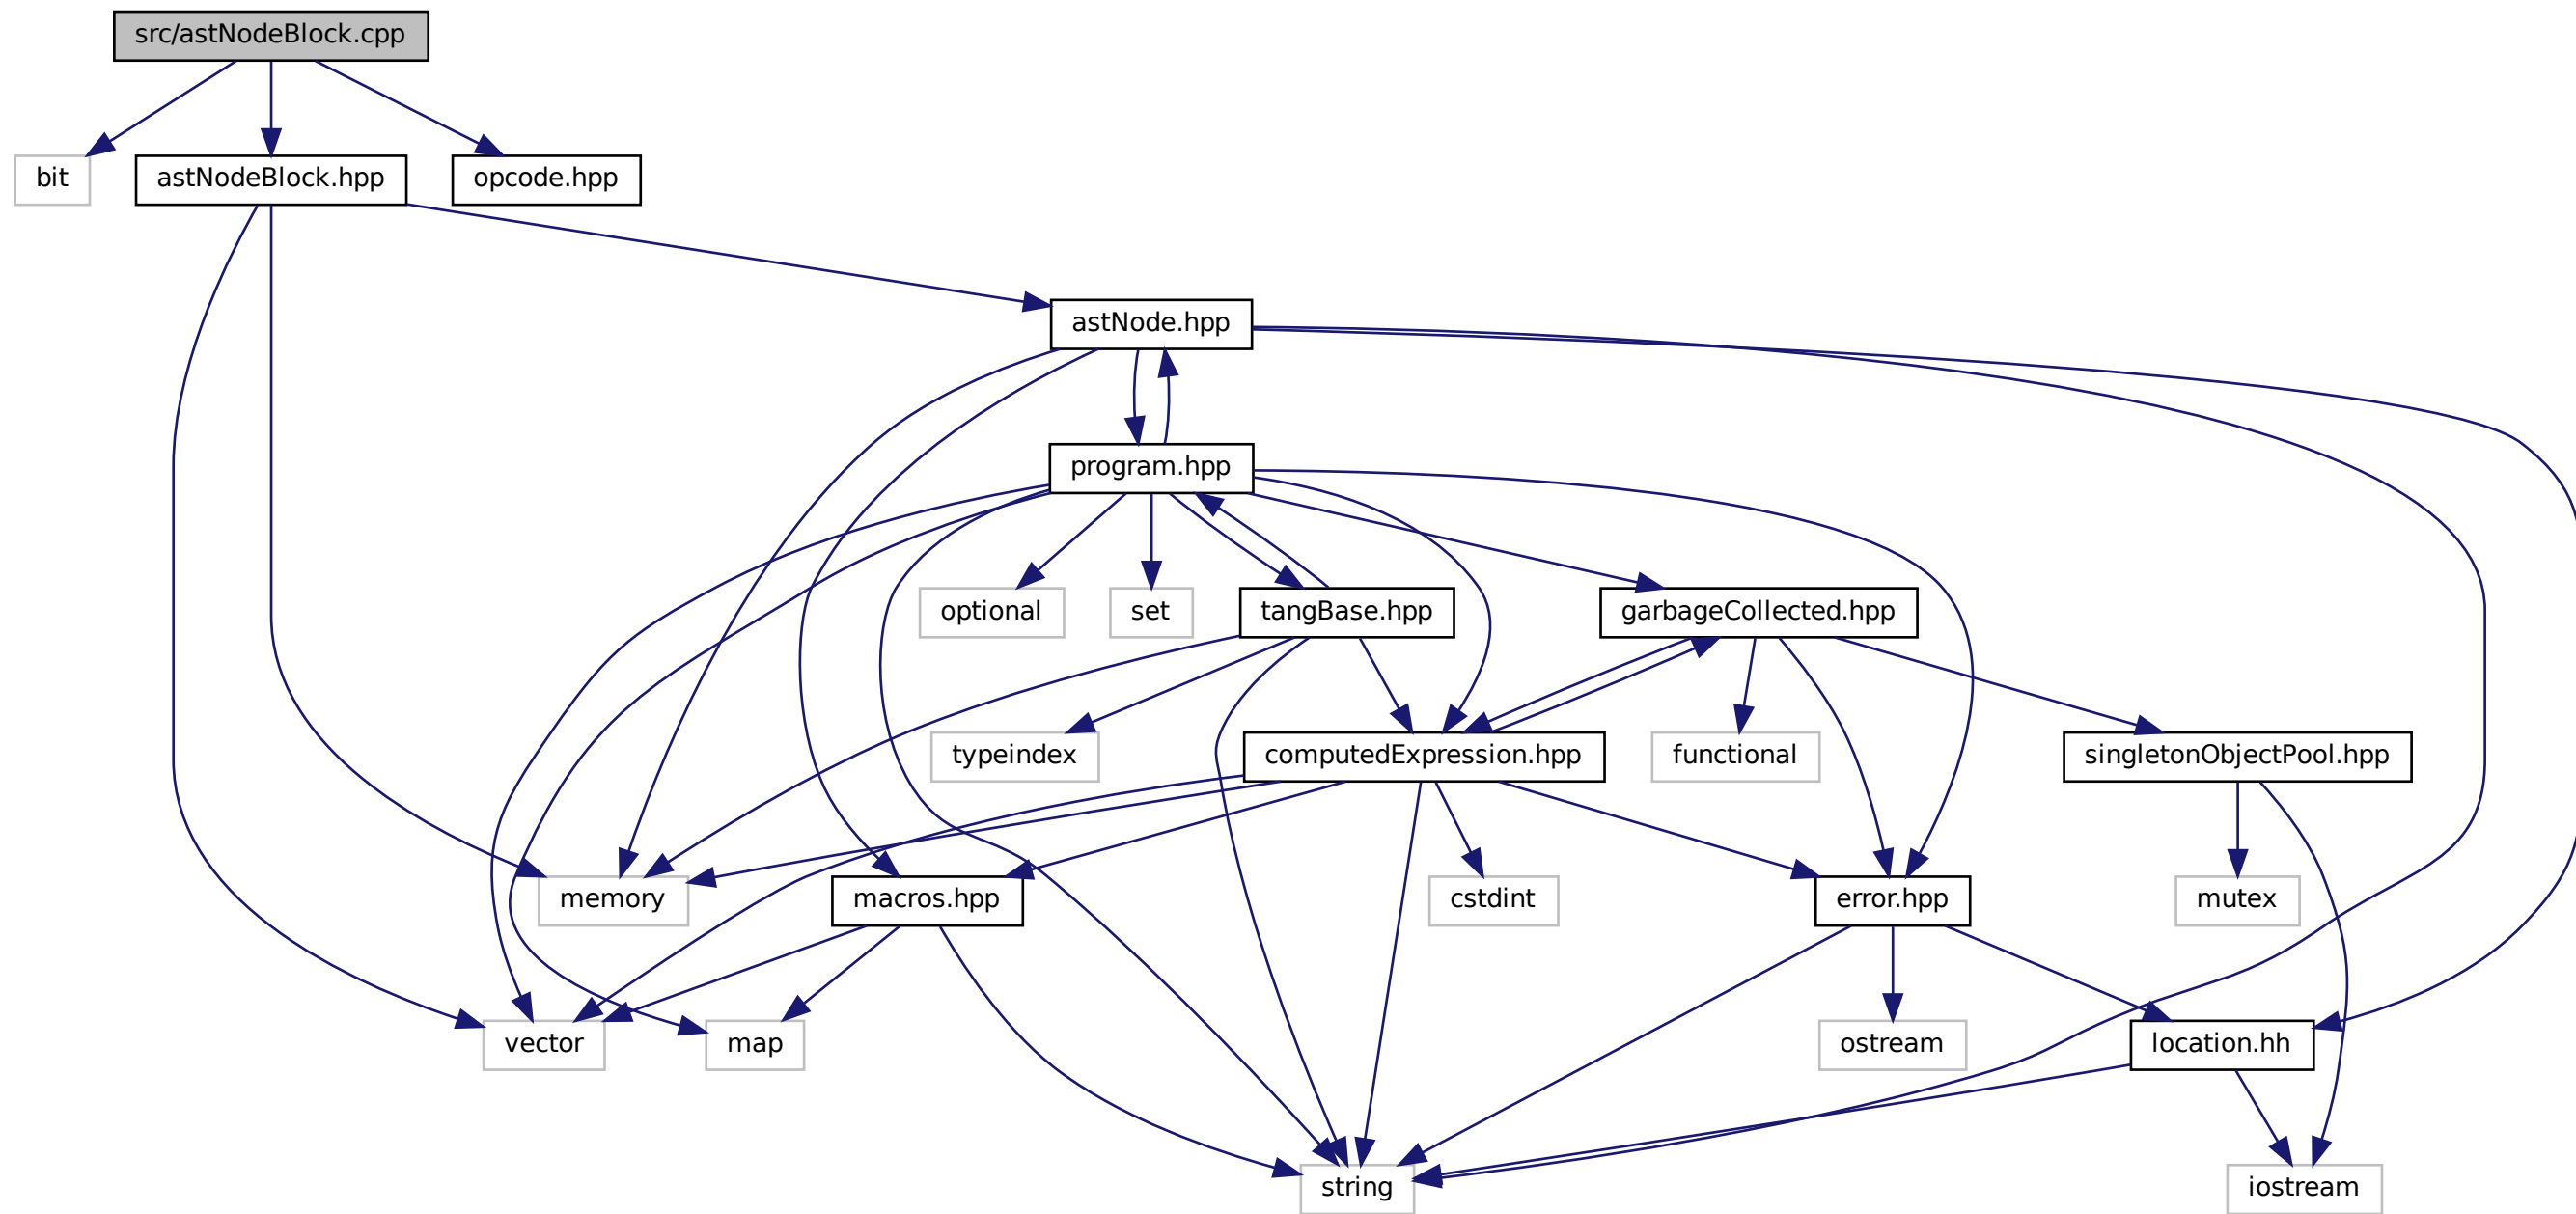 src/astNodeBlock.cpp
bit
astNodeBlock.hpp
opcode.hpp
astNode.hpp
program.hpp
optional
set
tangBase.hpp
garbageCollected.hpp
typeindex
computedExpression.hpp
functional
singletonObjectPool.hpp
memory
macros.hpp
cstdint
error.hpp
mutex
vector
map
ostream
location.hh
string
iostream